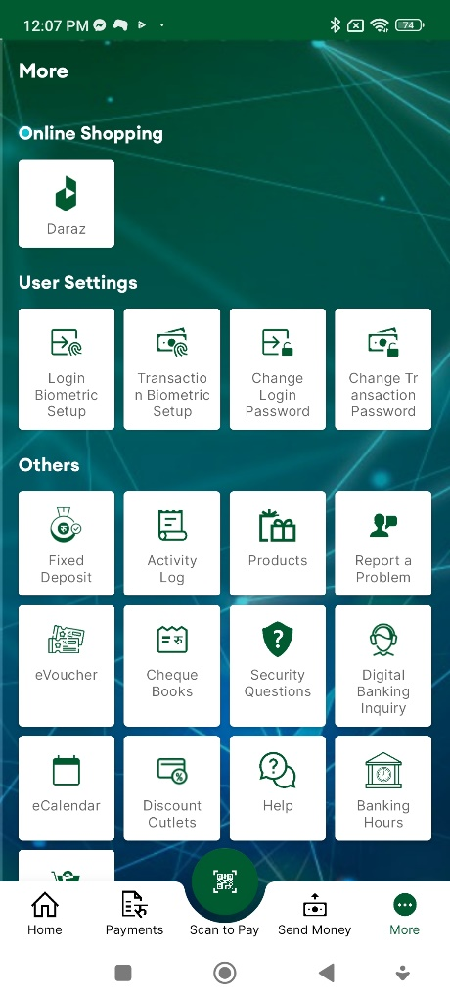 12:07 PM
74
More
Online Shopping
Daraz
User Settings
Login
Biometric
Setup
Transactio
n Biometric
Setup
Change
Login
Password
Change Tr
ansaction
Password
Others
Fixed
Deposit
Activity
Log
Products
Report a
Problem
eVoucher
Cheque
Books
Security
Questions
Digital
Banking
Inquiry
eCalendar
Discount
Outlets
Help
Banking
Hours
Home
Payments
Scan to Pay
Send Money
More